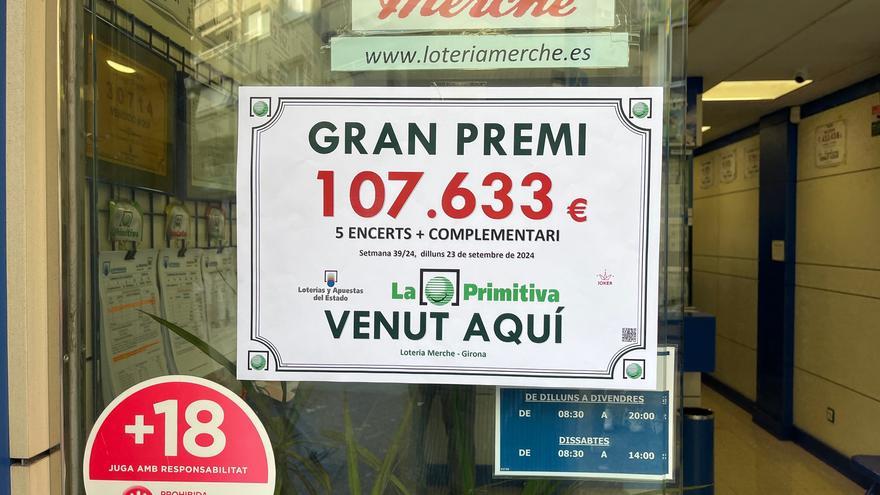 Merche
www.loteriamerche.es
GRAN PREMI
107.633 €
5 ENCERTS + COMPLEMENTARI
Setmana 39/24, dilluns 23 de setembre de 2024
Loterías y Apuestas
del Estado
La Primitiva
JOKER
VENUT AQUÍ
Loteria Merche - Girona
+18
JUGA AMB RESPONSABILITAT
PROHIBIDA
DE DILLUNS A DIVENDRES
DE 08:30 A 20:00
DISSABTES
DE 08:30 A 14:00